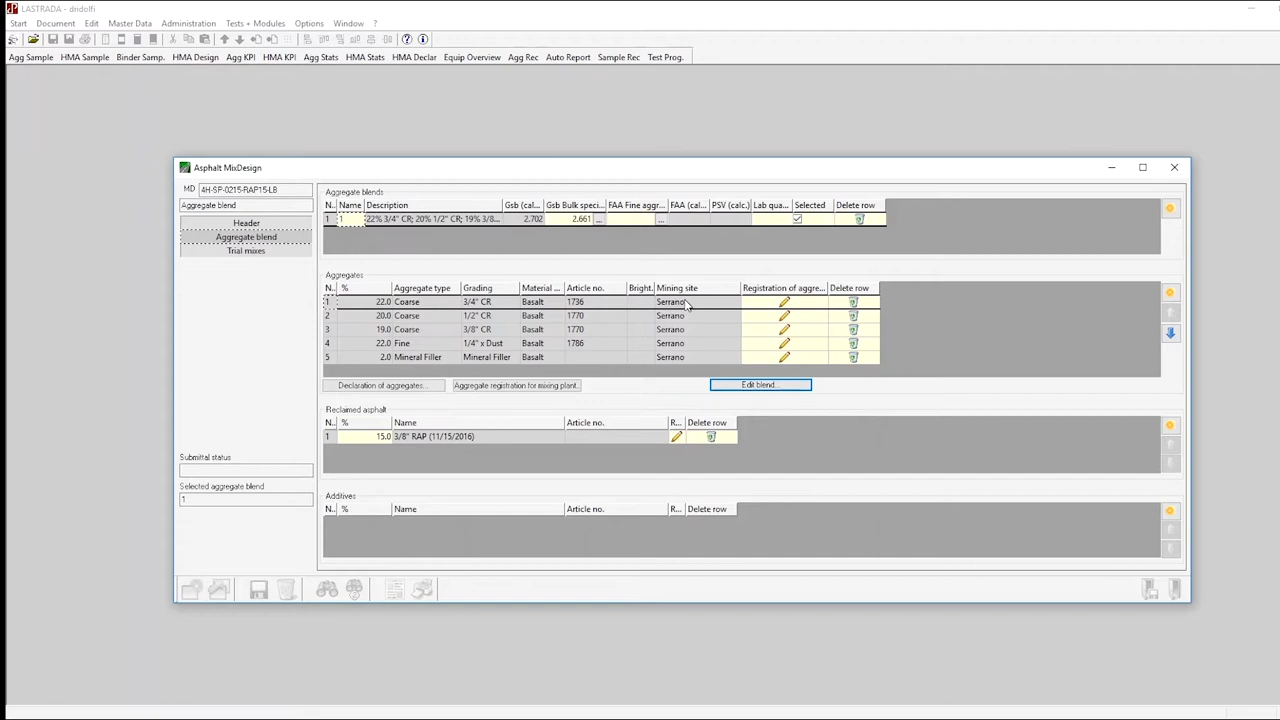 LASTRADA - dridolfi
Start Document Edit Master Data Administration Tests + Modules Options Window ?
Agg Sample HMA Sample Binder Samp. HMA Design Agg KPI HMA KPI Agg Stats HMA Stats HMA Declar Equip Overview Agg Rec Auto Report Sample Rec Test Prog.
Asphalt MixDesign
MD 4H-SP-0215-RAP15-LB
Aggregate blend
Header
Aggregate blend
Trial mixes
Submittal status
Selected aggregate blend
1
Aggregate blends
N.. Name Description Gsb (cal... Gsb Bulk speci... FAA Fine aggr... FAA (cal... PSV (calc.) Lab qua... Selected Delete row
1 1 22% 3/4" CR; 20% 1/2" CR; 19% 3/8... 2.702 2.661 ... ...
Aggregates
N.. % Aggregate type Grading Material ... Article no. Bright. Mining site Registration of aggre... Delete row
1 22.0 Coarse 3/4" CR Basalt 1736 Serrano
2 20.0 Coarse 1/2" CR Basalt 1770 Serrano
3 19.0 Coarse 3/8" CR Basalt 1770 Serrano
4 22.0 Fine 1/4" x Dust Basalt 1786 Serrano
5 2.0 Mineral Filler Mineral Filler Basalt Serrano
Declaration of aggregates... Aggregate registration for mixing plant. Edit blend...
Reclaimed asphalt
N.. % Name Article no. R... Delete row
1 15.0 3/8" RAP (11/15/2016)
Additives
N.. % Name Article no. R... Delete row